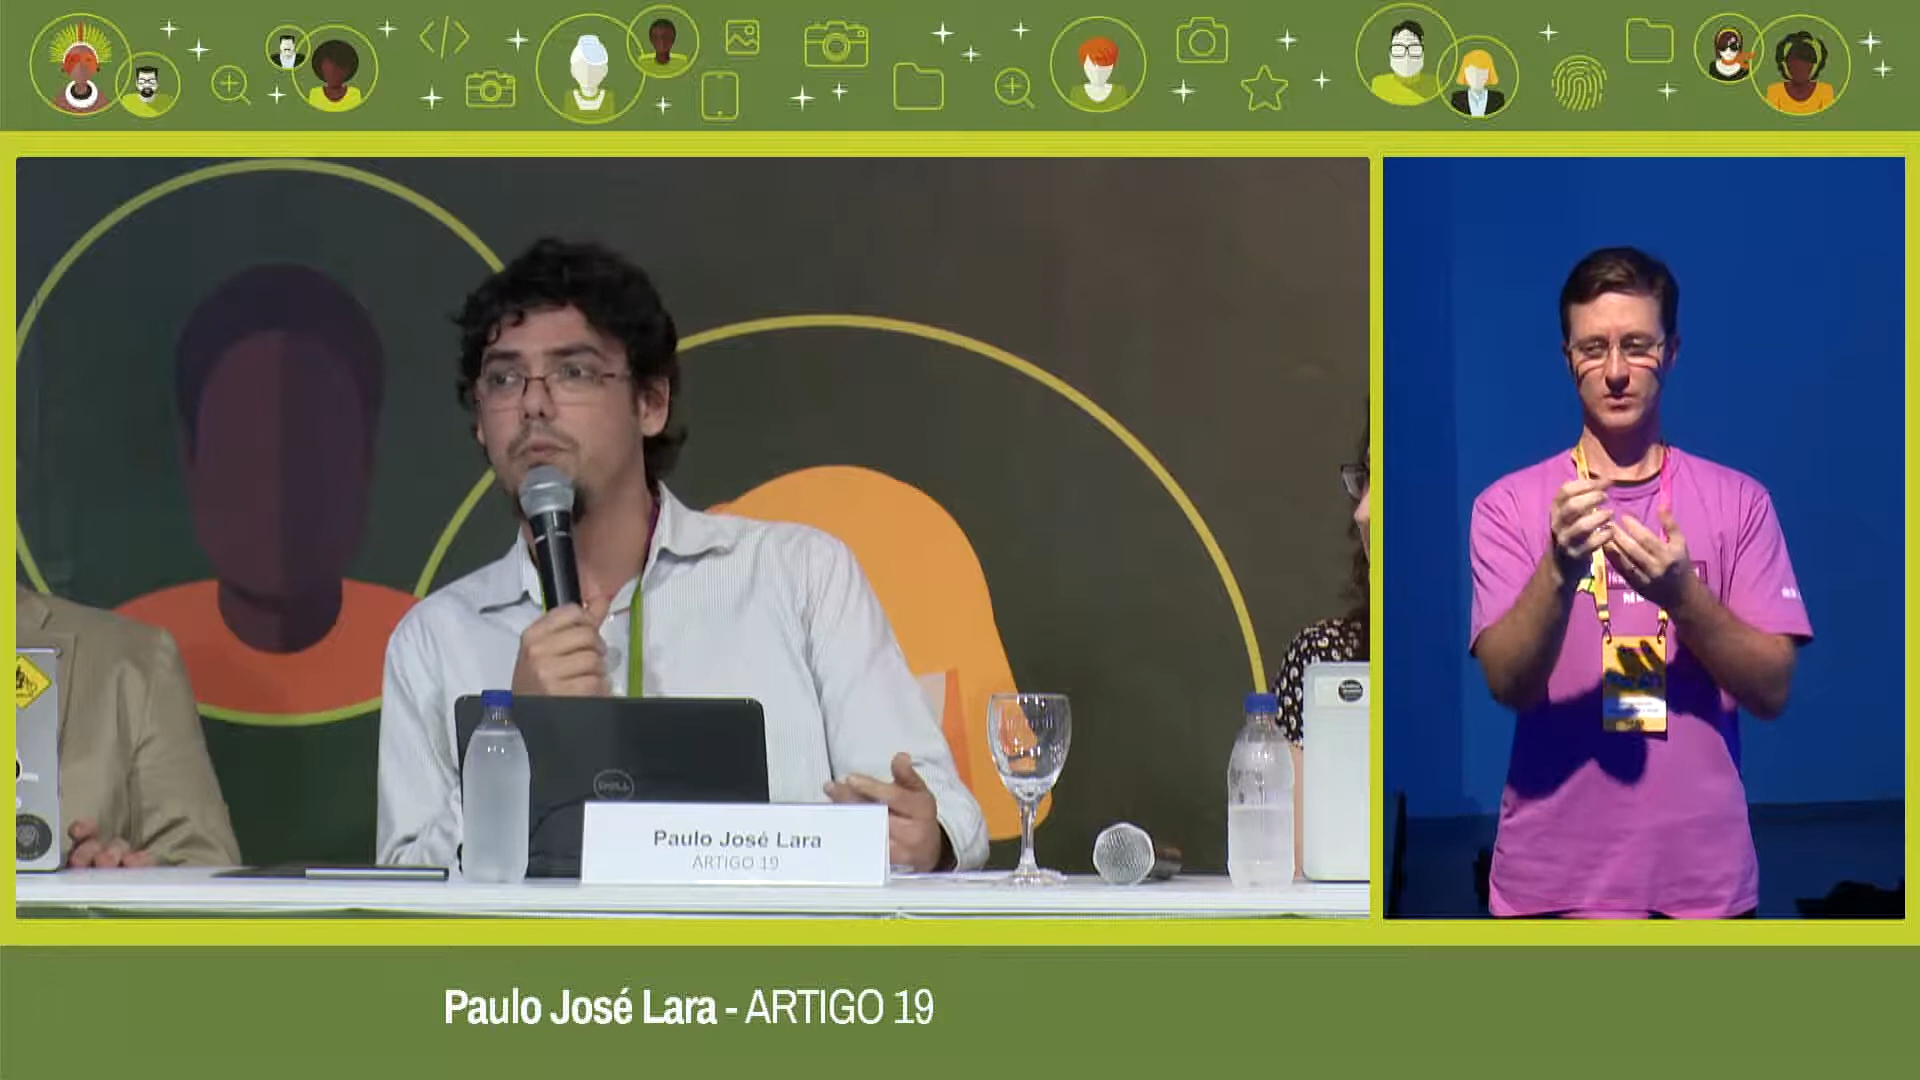 DELL
Paulo José Lara
ARTIGO 19
Paulo José Lara - ARTIGO 19